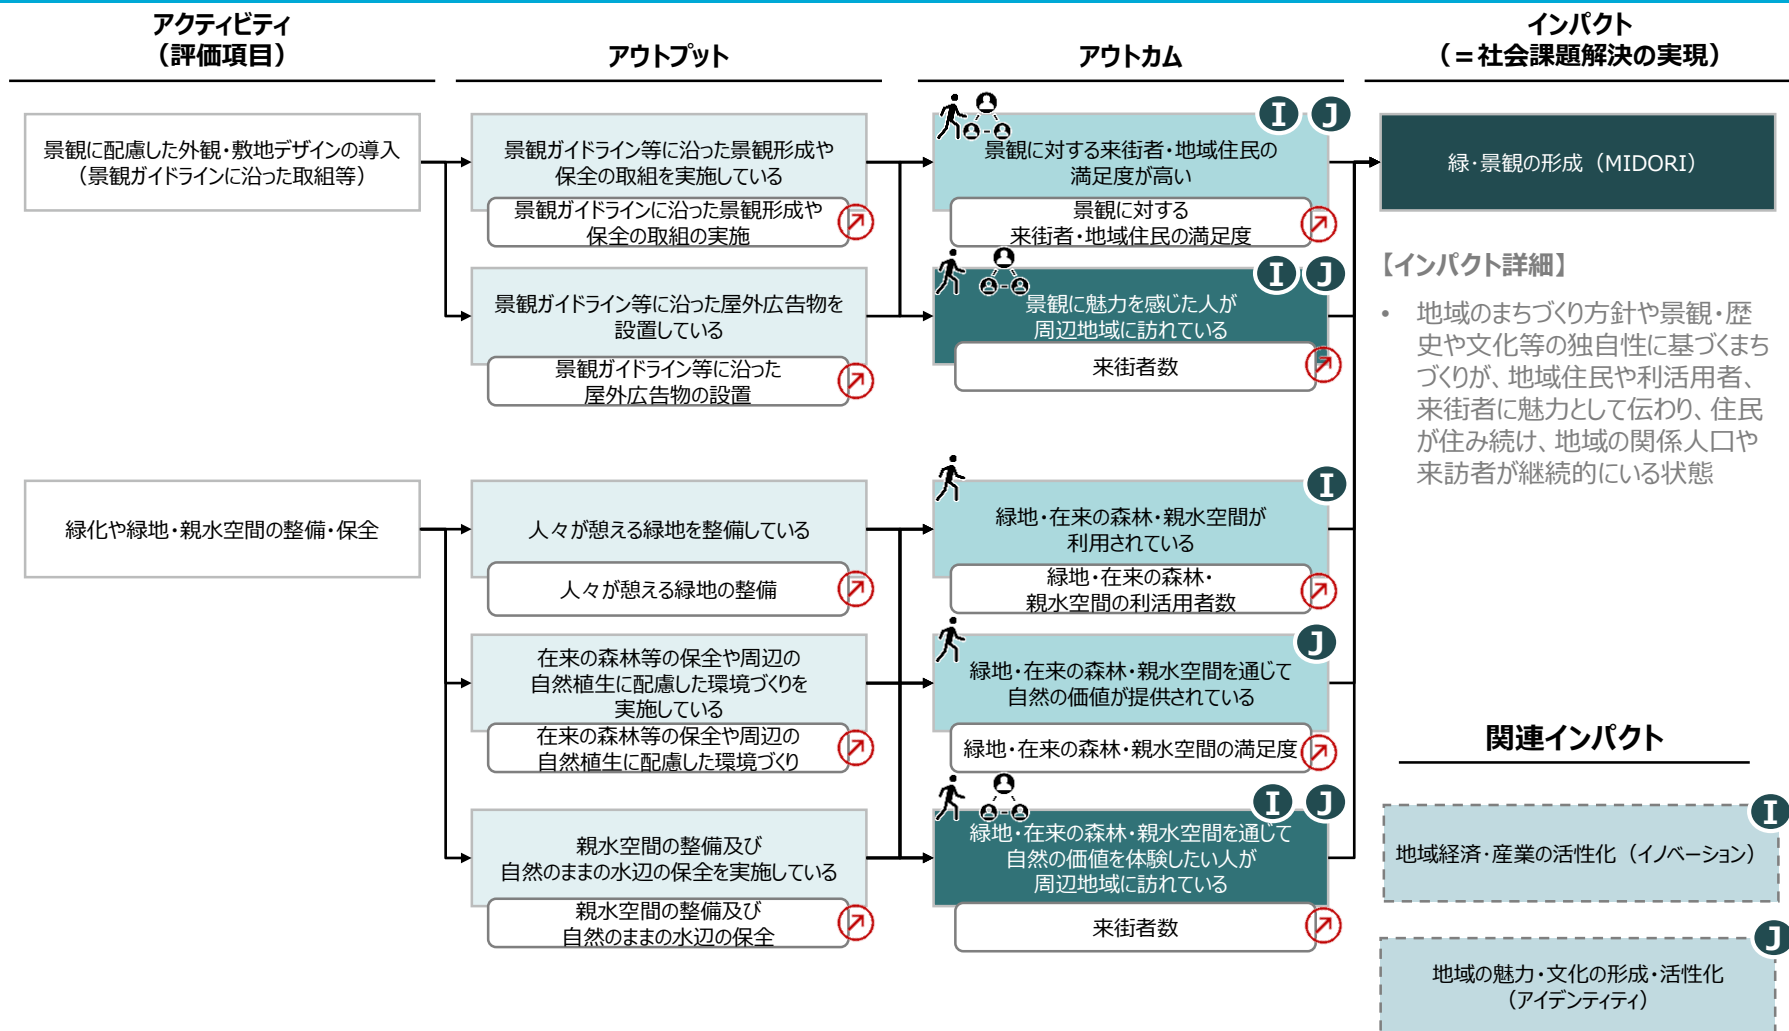 アクティビティ
（評価項目）
アウトプット
アウトカム
インパクト
（＝社会課題解決の実現）
景観に配慮した外観・敷地デザインの導入
（景観ガイドラインに沿った取組等）
景観ガイドライン等に沿った景観形成や
保全の取組を実施している
景観ガイドラインに沿った景観形成や
保全の取組の実施
景観ガイドライン等に沿った屋外広告物を
設置している
景観ガイドライン等に沿った
屋外広告物の設置
I J
景観に対する来街者・地域住民の
満足度が高い
景観に対する
来街者・地域住民の満足度
I J
景観に魅力を感じた人が
周辺地域に訪れている
来街者数
緑・景観の形成（MIDORI）
【インパクト詳細】
• 地域のまちづくり方針や景観・歴
史や文化等の独自性に基づくまち
づくりが、地域住民や利活用者、
来街者に魅力として伝わり、住民
が住み続け、地域の関係人口や
来訪者が継続的にいる状態
緑化や緑地・親水空間の整備・保全
人々が憩える緑地を整備している
人々が憩える緑地の整備
在来の森林等の保全や周辺の
自然植生に配慮した環境づくりを
実施している
在来の森林等の保全や周辺の
自然植生に配慮した環境づくり
親水空間の整備及び
自然のままの水辺の保全を実施している
親水空間の整備及び
自然のままの水辺の保全
I
緑地・在来の森林・親水空間が
利用されている
緑地・在来の森林・
親水空間の利活用者数
J
緑地・在来の森林・親水空間を通じて
自然の価値が提供されている
緑地・在来の森林・親水空間の満足度
I J
緑地・在来の森林・親水空間を通じて
自然の価値を体験したい人が
周辺地域に訪れている
来街者数
関連インパクト
I
地域経済・産業の活性化（イノベーション）
J
地域の魅力・文化の形成・活性化
（アイデンティティ）